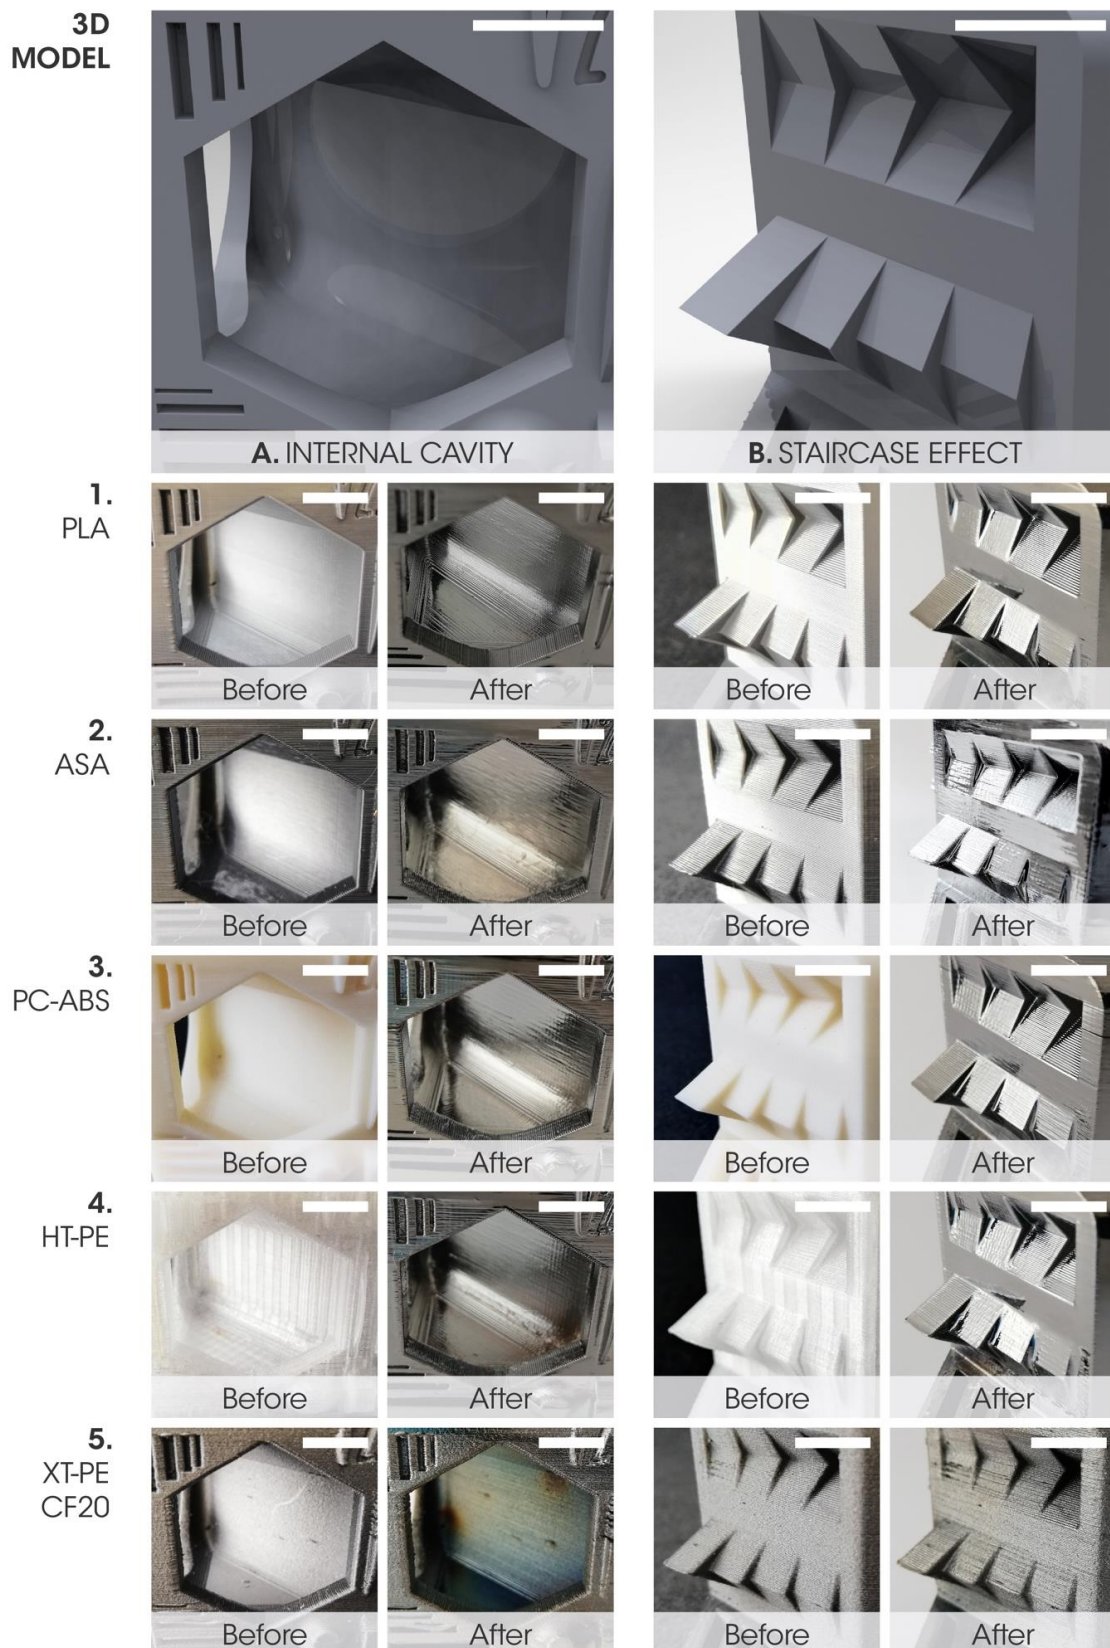 3D
MODEL
A. INTERNAL CAVITY
B. STAIRCASE EFFECT
1.
PLA
Before
After
Before
After
2.
ASA
Before
After
Before
After
3.
PC-ABS
Before
After
Before
After
4.
HT-PE
Before
After
Before
After
5.
XT-PE
CF20
Before
After
Before
After